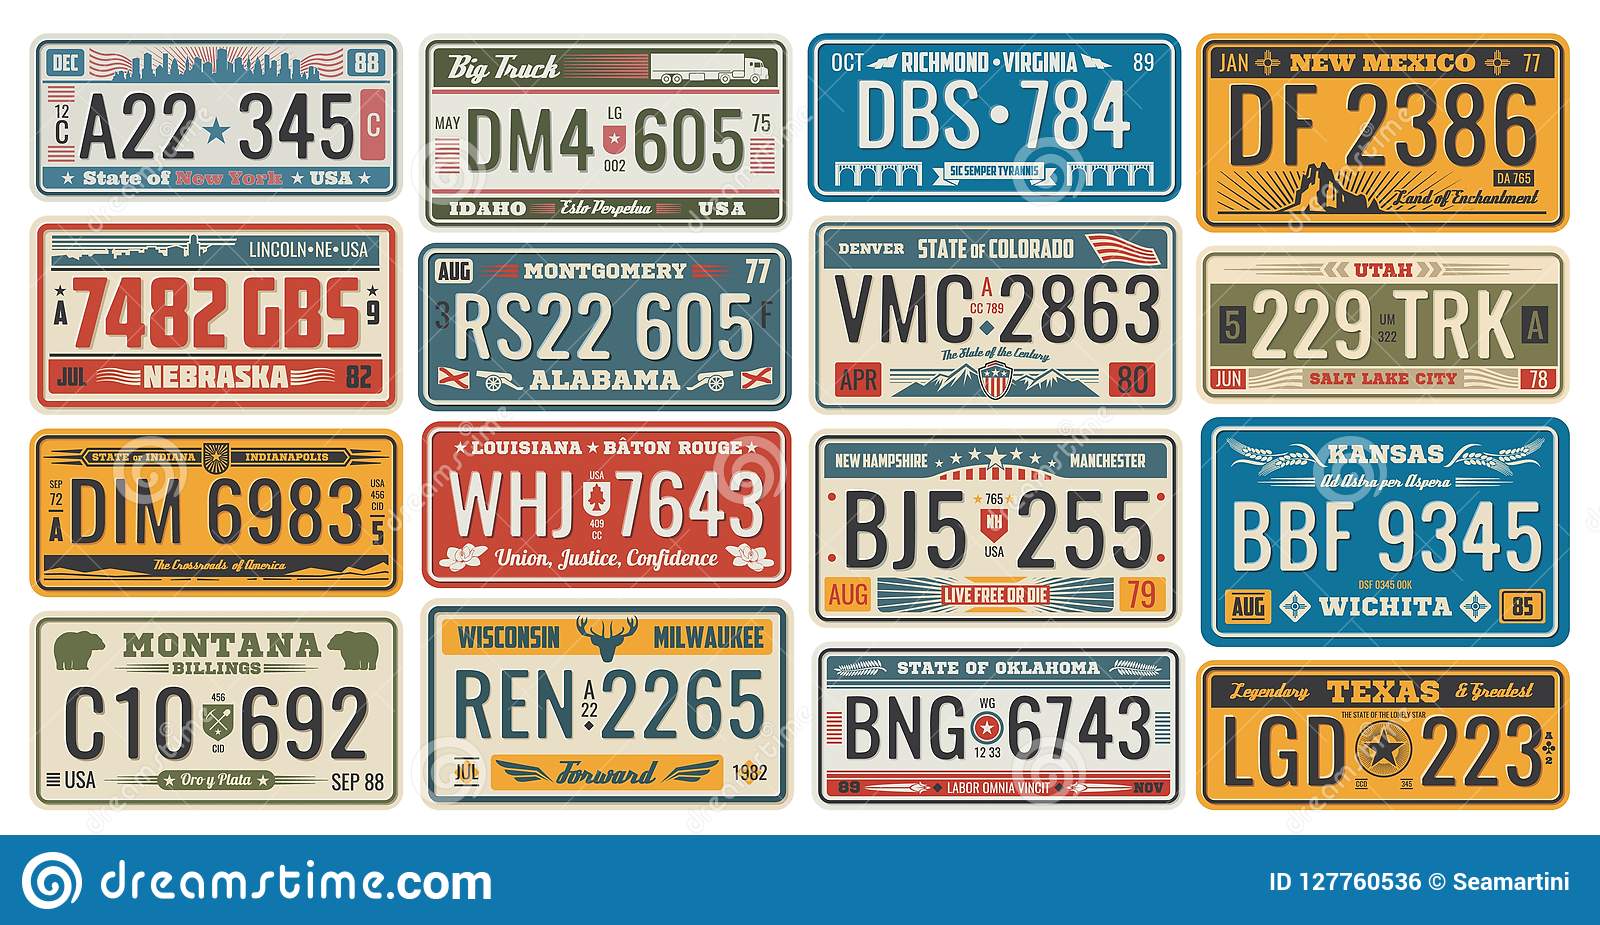 DEC 88
12 C A22 345 C
State of New York ★ USA
Big Truck
MAY DM4 LG 002 605 75
IDAHO Esto Perpetua USA
OCT RICHMOND • VIRGINIA 89
DBS • 784
SIC SEMPER TYRANNIS
JAN NEW MEXICO 77
DF 2386
DA 765
Land of Enchantment
LINCOLN•NE•USA
A 7482 GBS 9
JUL NEBRASKA 82
AUG MONTGOMERY 77
3 RS22 605 F
ALABAMA
DENVER STATE OF COLORADO
VMC A CC 789 2863
The State of the Century
APR 80
UTAH
5 229 UM 322 TRK A
JUN SALT LAKE CITY 78
STATE OF INDIANA INDIANAPOLIS
SEP 72 A DIM 6983 USA 456 CID 5
The Crossroads of America
LOUISIANA ★ BÂTON ROUGE
WHJ USA 409 CC 7643
Union, Justice, Confidence
NEW HAMPSHIRE MANCHESTER
BJ5 765 NH USA 255
AUG LIVE FREE OR DIE 79
KANSAS
Ad Astra per Aspera
BBF 9345
DSF 0345 00K
AUG WICHITA 85
MONTANA
BILLINGS
C10 456 CID 692
USA Oro y Plata SEP 88
WISCONSIN MILWAUKEE
REN A 22 2265
JUL Forward 1982
STATE OF OKLAHOMA
BNG WG 12 33 6743
89 LABOR OMNIA VINCIT NOV
Legendary TEXAS & Greatest
THE STATE OF THE LONELY STAR
LGD CCD 345 223 A 2
dreamstime.com
ID 127760536 © Seamartini